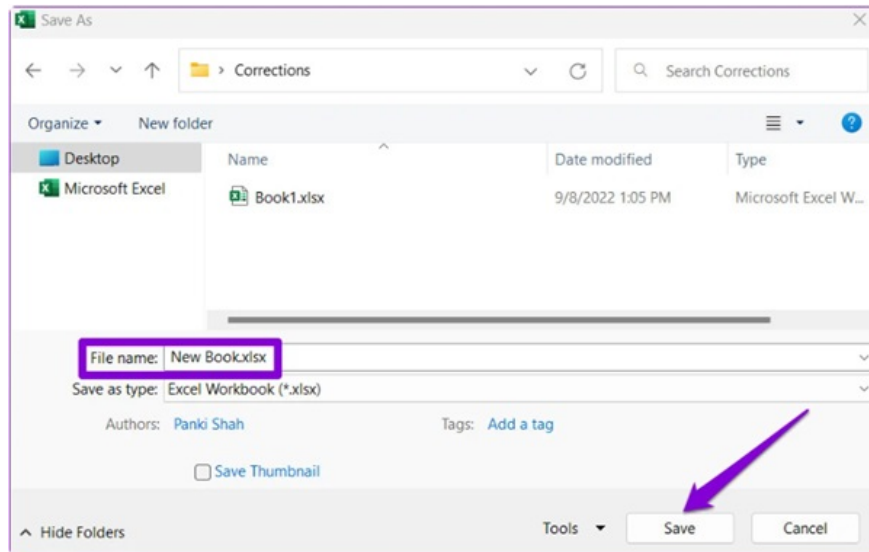 Save As
Corrections
Search Corrections
Organize
New folder
Desktop
Microsoft Excel
Name
Date modified
Type
Book1.xlsx
9/8/2022 1:05 PM
Microsoft Excel W...
File name: New Book.xlsx
Save as type: Excel Workbook (*.xlsx)
Authors: Panki Shah
Tags: Add a tag
Save Thumbnail
Hide Folders
Tools
Save
Cancel